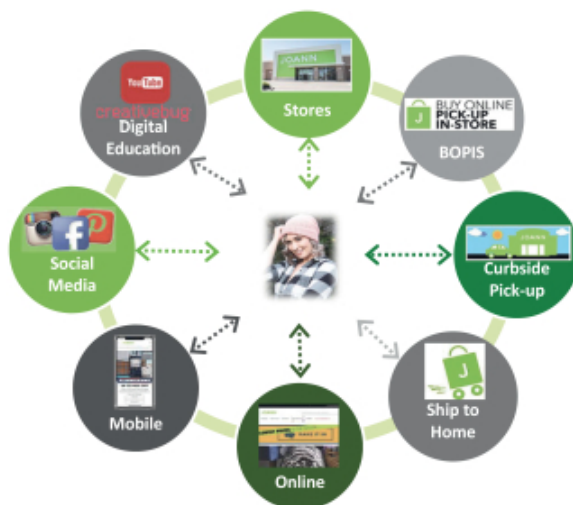 JOANN
Stores
BUY ONLINE
PICK-UP
IN-STORE
J
BOPIS
JOANN
Curbside
Pick-up
J
Ship to
Home
Online
Mobile
Social
Media
YouTube
creativebug
Digital
Education